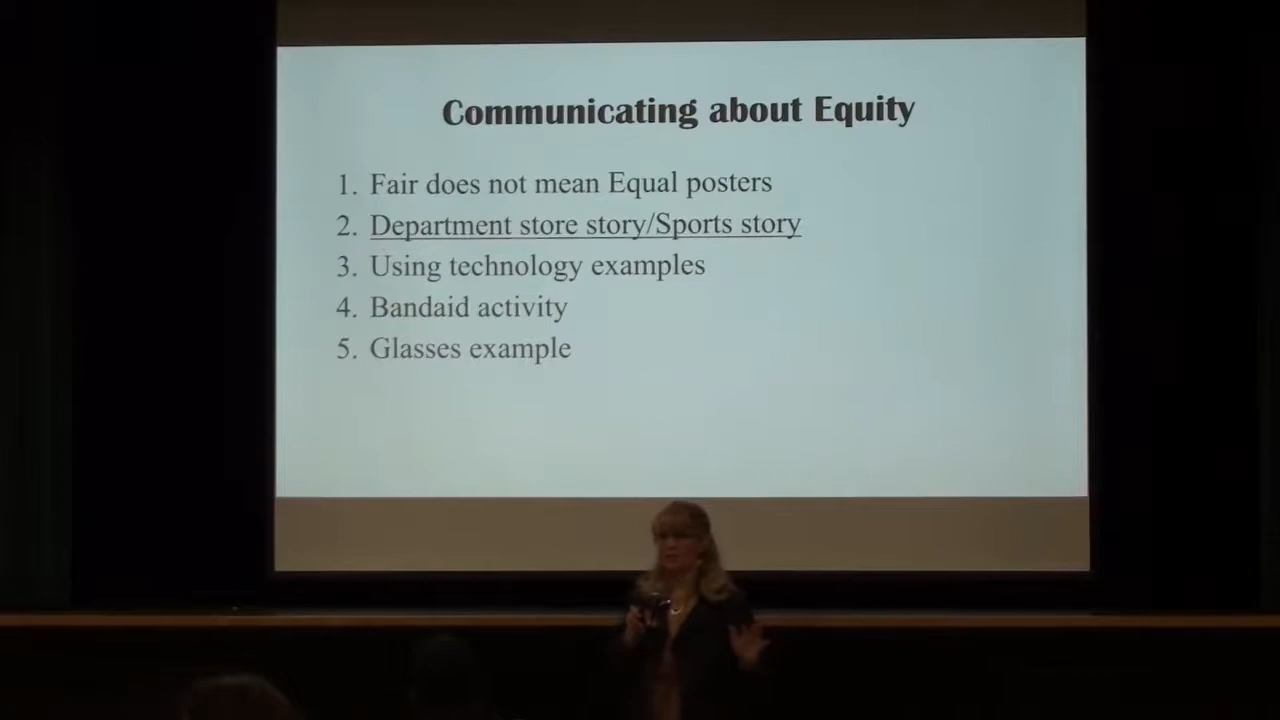 Communicating about Equity
1. Fair does not mean Equal posters
2. Department store story/Sports story
3. Using technology examples
4. Bandaid activity
5. Glasses example